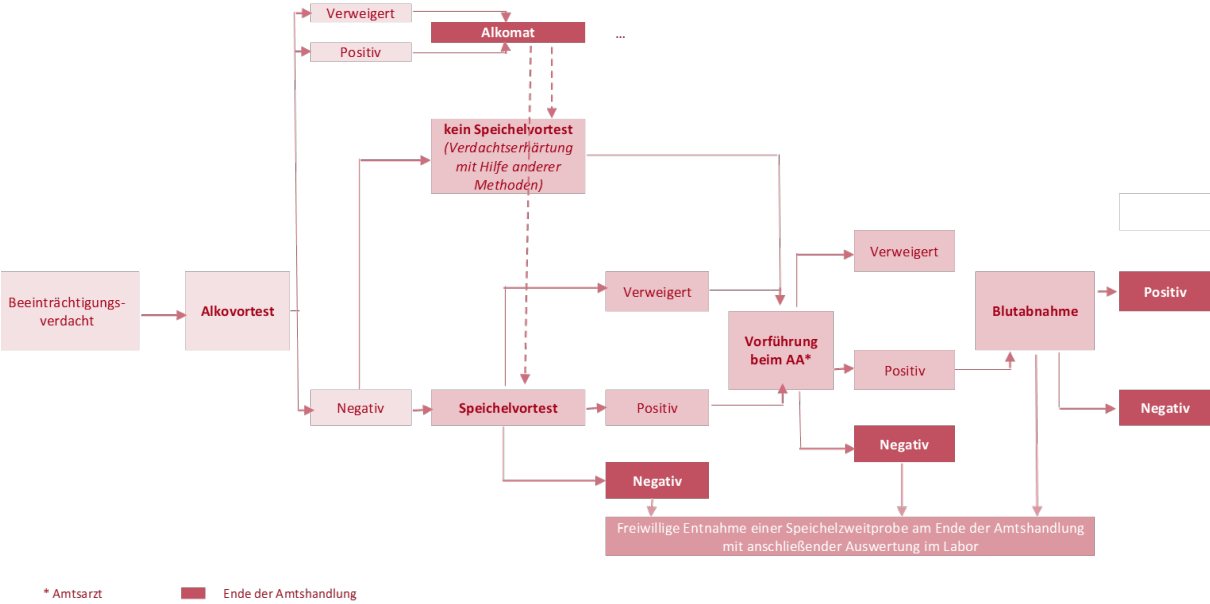 Verweigert
Alkomat
...
Positiv
kein Speichelvortest
(Verdachtserhärtung
mit Hilfe anderer
Methoden)
Verweigert
Beeinträchtigungs-
verdacht
Alkovortest
Verweigert
Blutabnahme
Positiv
Vorführung
beim AA*
Positiv
Negativ
Speichelvortest
Positiv
Negativ
Negativ
Negativ
Freiwillige Entnahme einer Speichelzweitprobe am Ende der Amtshandlung
mit anschließender Auswertung im Labor
* Amtsarzt
Ende der Amtshandlung